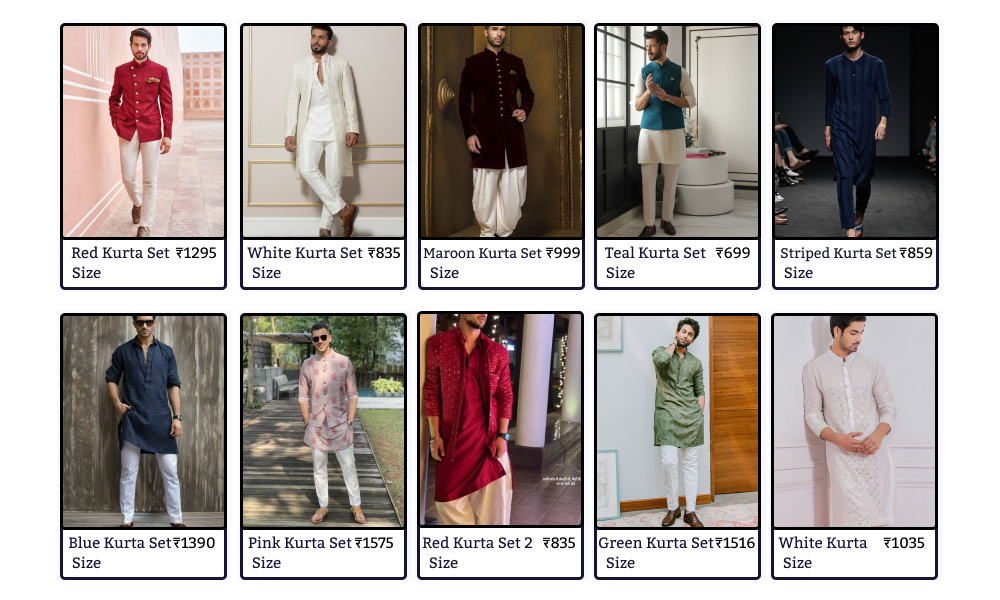 Red Kurta Set ₹1295
Size
White Kurta Set ₹835
Size
Maroon Kurta Set ₹999
Size
Teal Kurta Set ₹699
Size
Striped Kurta Set ₹859
Size
Blue Kurta Set ₹1390
Size
Pink Kurta Set ₹1575
Size
Red Kurta Set 2 ₹835
Size
Green Kurta Set ₹1516
Size
White Kurta ₹1035
Size